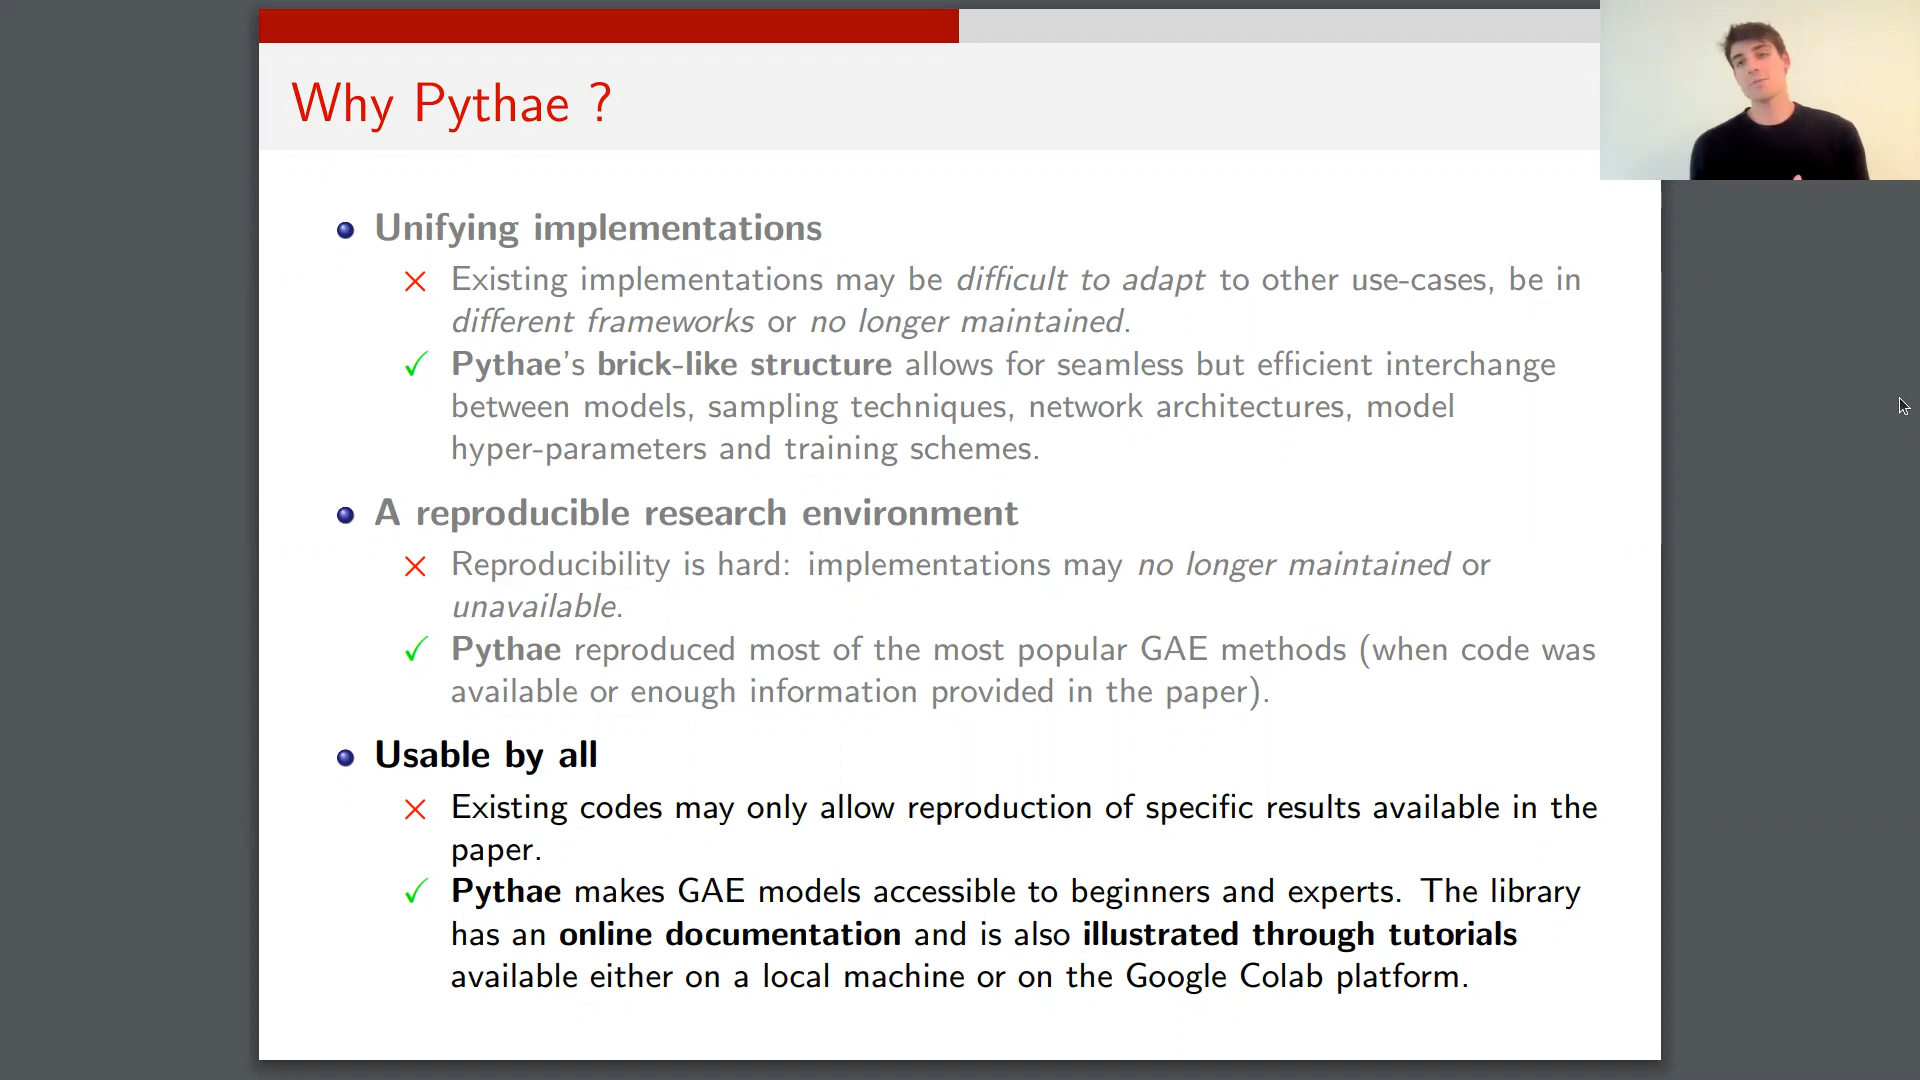 Why Pythae ?
Unifying implementations
Existing implementations may be difficult to adapt to other use-cases, be in
different frameworks or no longer maintained.
Pythae's brick-like structure allows for seamless but efficient interchange
between models, sampling techniques, network architectures, model
hyper-parameters and training schemes.
A reproducible research environment
Reproducibility is hard: implementations may no longer maintained or
unavailable.
Pythae reproduced most of the most popular GAE methods (when code was
available or enough information provided in the paper).
Usable by all
Existing codes may only allow reproduction of specific results available in the
paper.
Pythae makes GAE models accessible to beginners and experts. The library
has an online documentation and is also illustrated through tutorials
available either on a local machine or on the Google Colab platform.